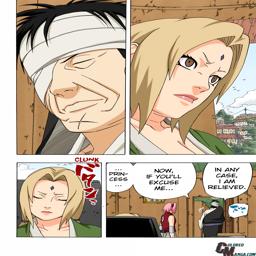 CLUNK
IN ANY
CASE, I
AM
RELIEVED.
NOW,
IF YOU'LL
EXCUSE
ME...
...
PRIN-
CESS
...
COLORED
MANGA.COM